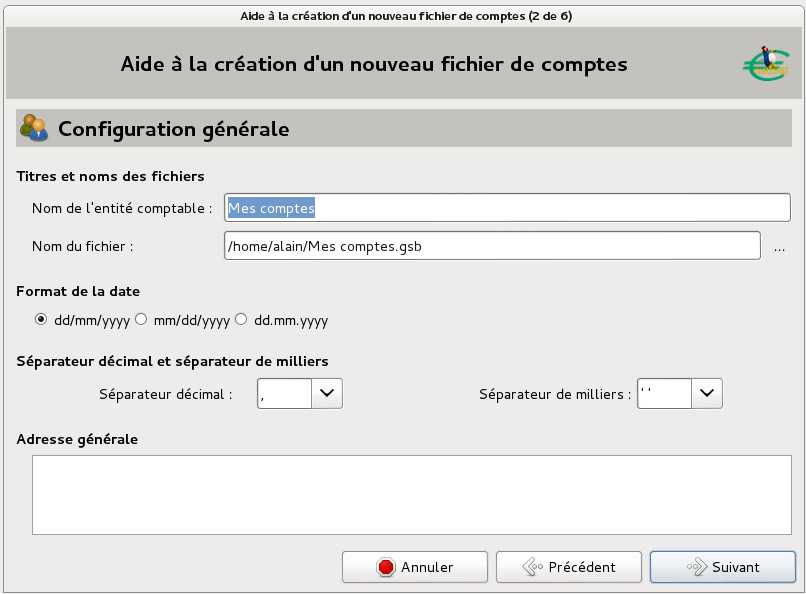 Aide à la création d'un nouveau fichier de comptes (2 de 6)
Aide à la création d'un nouveau fichier de comptes
Configuration générale
Titres et noms des fichiers
Nom de l'entité comptable : Mes comptes
Nom du fichier : /home/alain/Mes comptes.gsb ...
Format de la date
dd/mm/yyyy mm/dd/yyyy dd.mm.yyyy
Séparateur décimal et séparateur de milliers
Séparateur décimal : , Séparateur de milliers : ' '
Adresse générale
Annuler Précédent Suivant